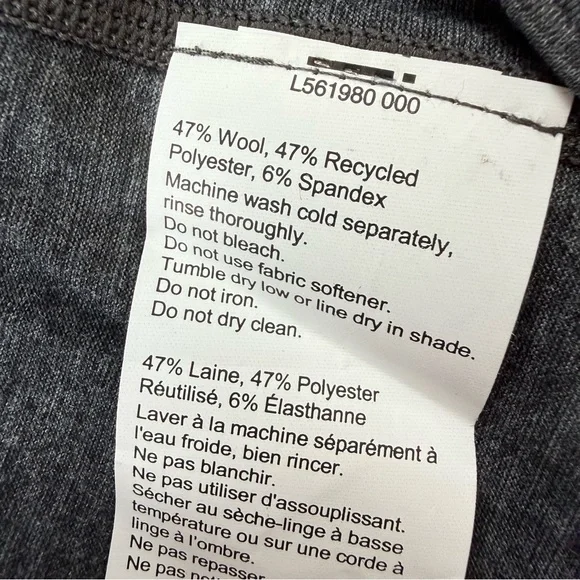 L561980 000
47% Wool, 47% Recycled
Polyester, 6% Spandex
Machine wash cold separately,
rinse thoroughly.
Do not bleach.
Do not use fabric softener.
Tumble dry low or line dry in shade.
Do not iron.
Do not dry clean.
47% Laine, 47% Polyester
Réutilisé, 6% Élasthanne
Laver à la machine séparément à
l'eau froide, bien rincer.
Ne pas blanchir.
Ne pas utiliser d'assouplissant.
Sécher au sèche-linge à basse
température ou sur une corde à
linge à l'ombre.
Ne pas repasser
Ne pas